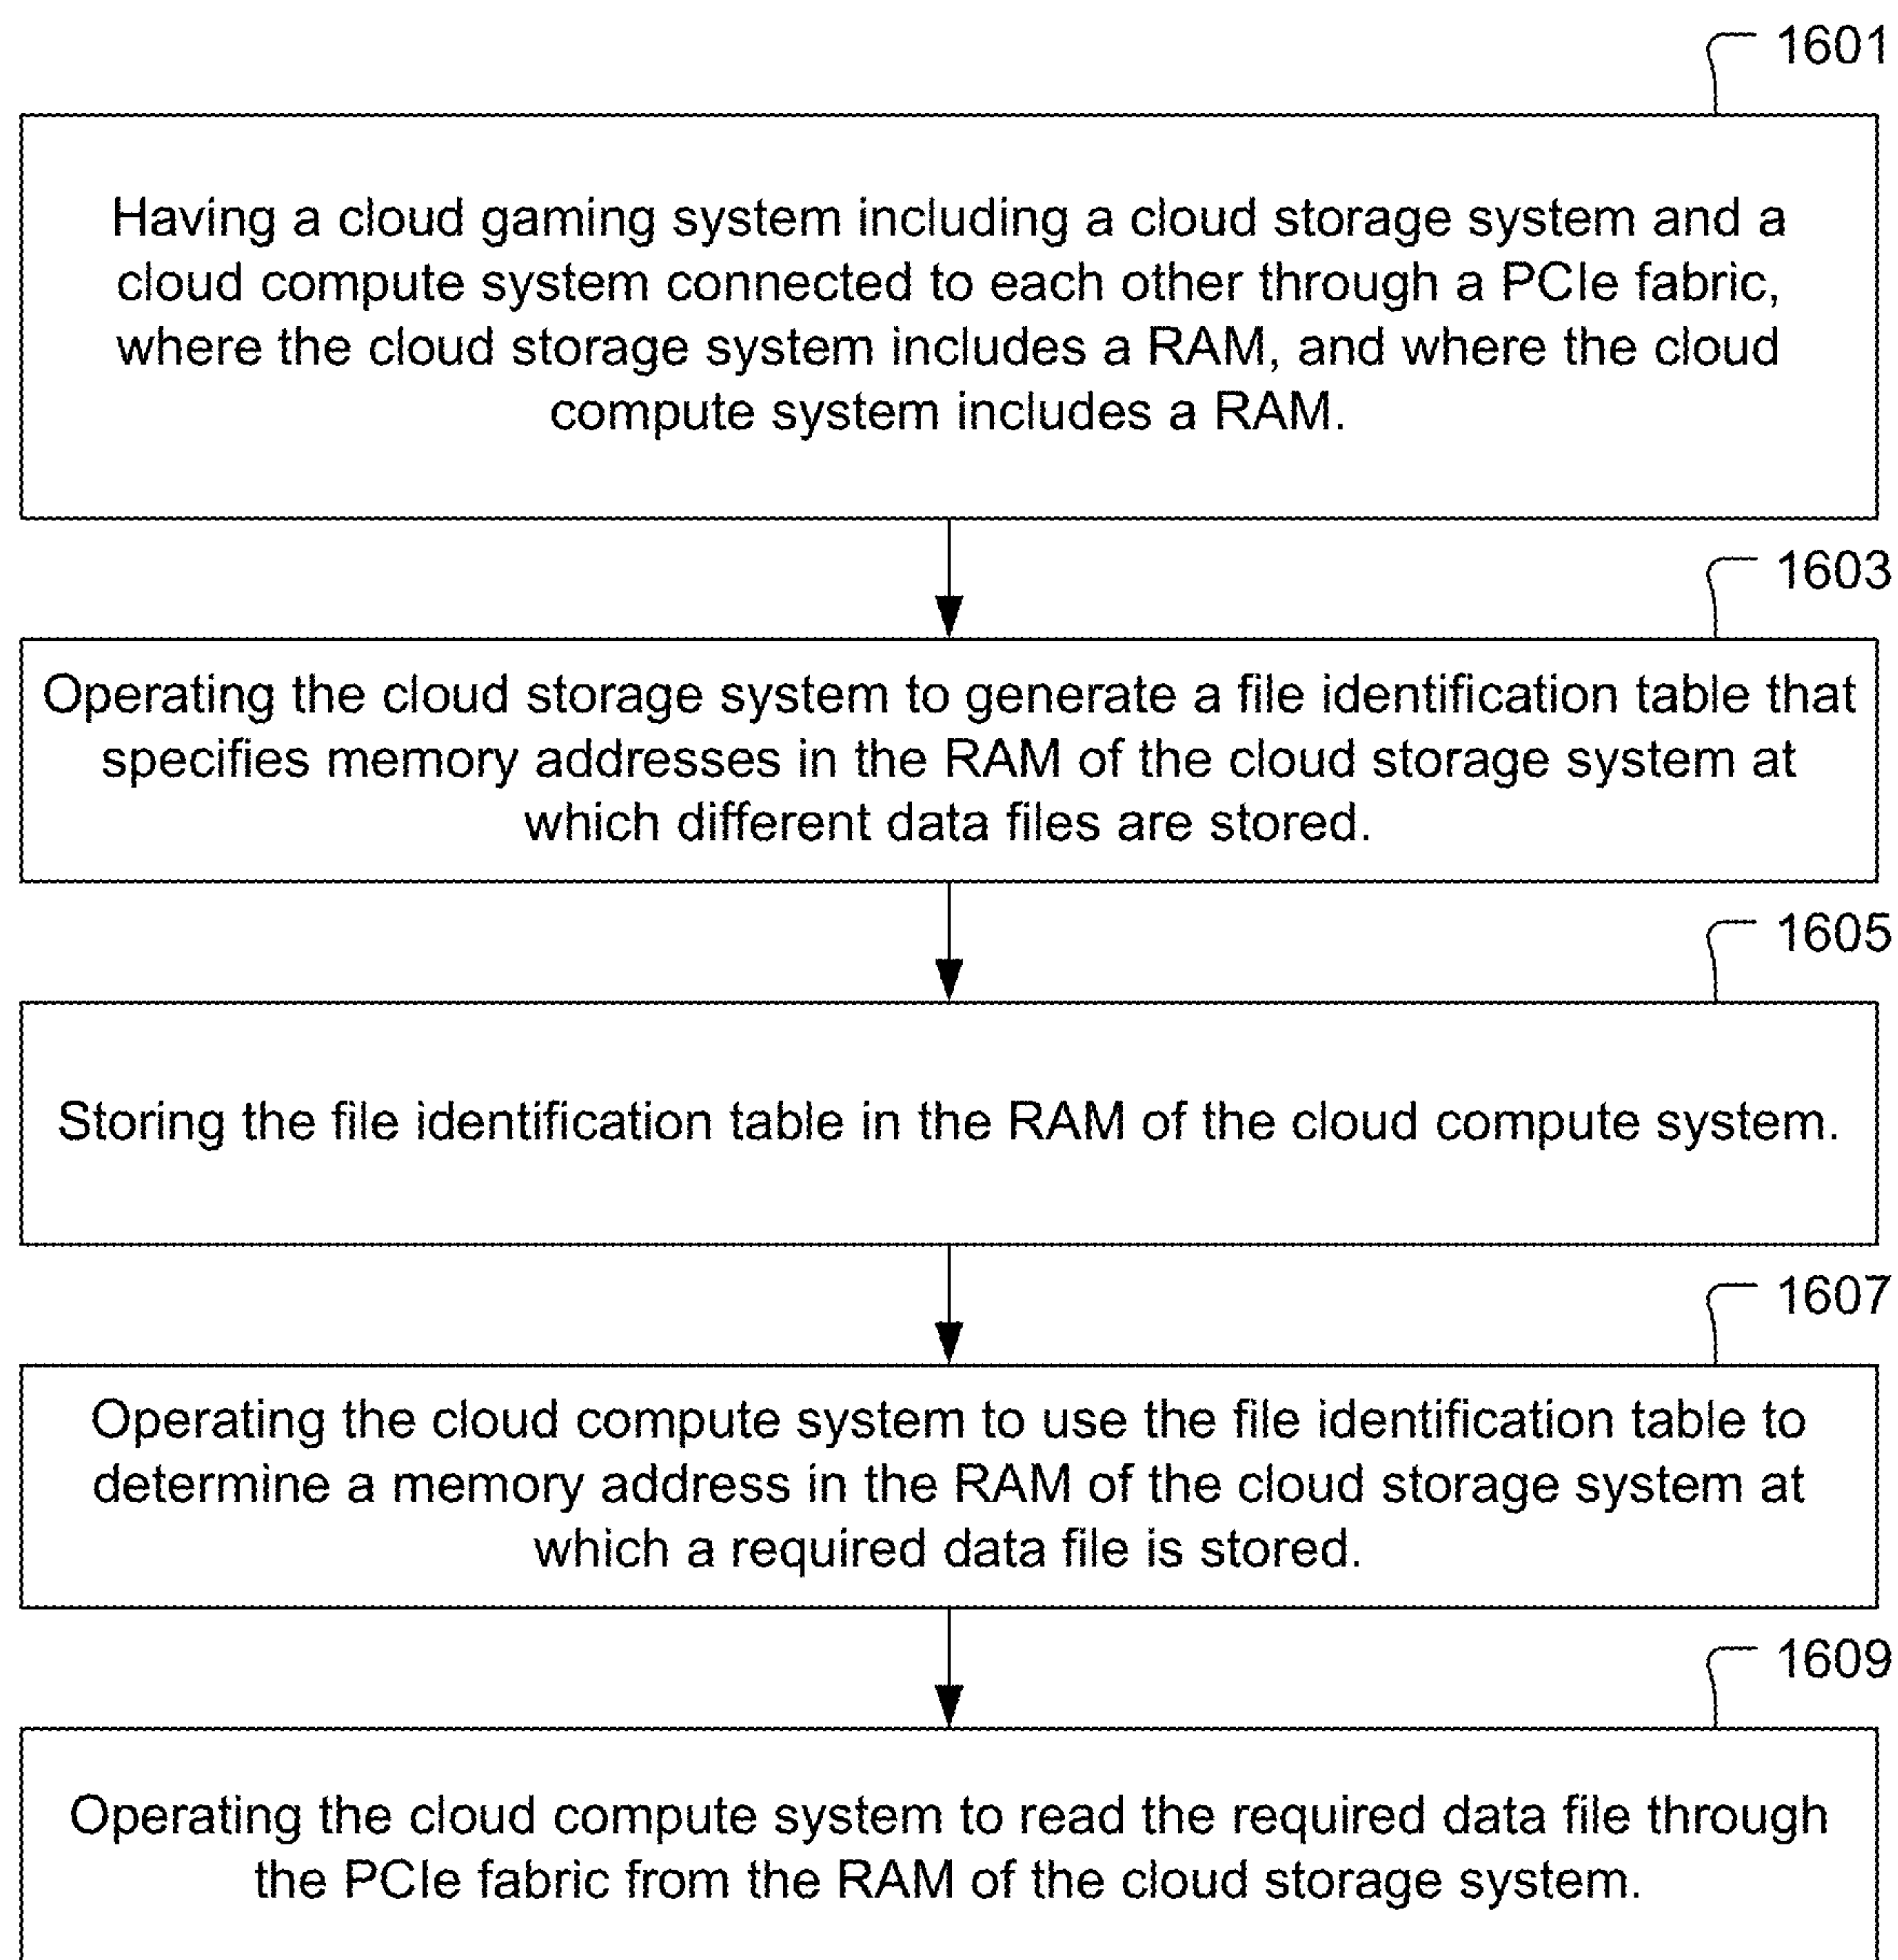 1601
Having a cloud gaming system including a cloud storage system and a
cloud compute system connected to each other through a PCIe fabric,
where the cloud storage system includes a RAM, and where the cloud
compute system includes a RAM.
1603
Operating the cloud storage system to generate a file identification table that
specifies memory addresses in the RAM of the cloud storage system at
which different data files are stored.
1605
Storing the file identification table in the RAM of the cloud compute system.
1607
Operating the cloud compute system to use the file identification table to
determine a memory address in the RAM of the cloud storage system at
which a required data file is stored.
1609
Operating the cloud compute system to read the required data file through
the PCIe fabric from the RAM of the cloud storage system.